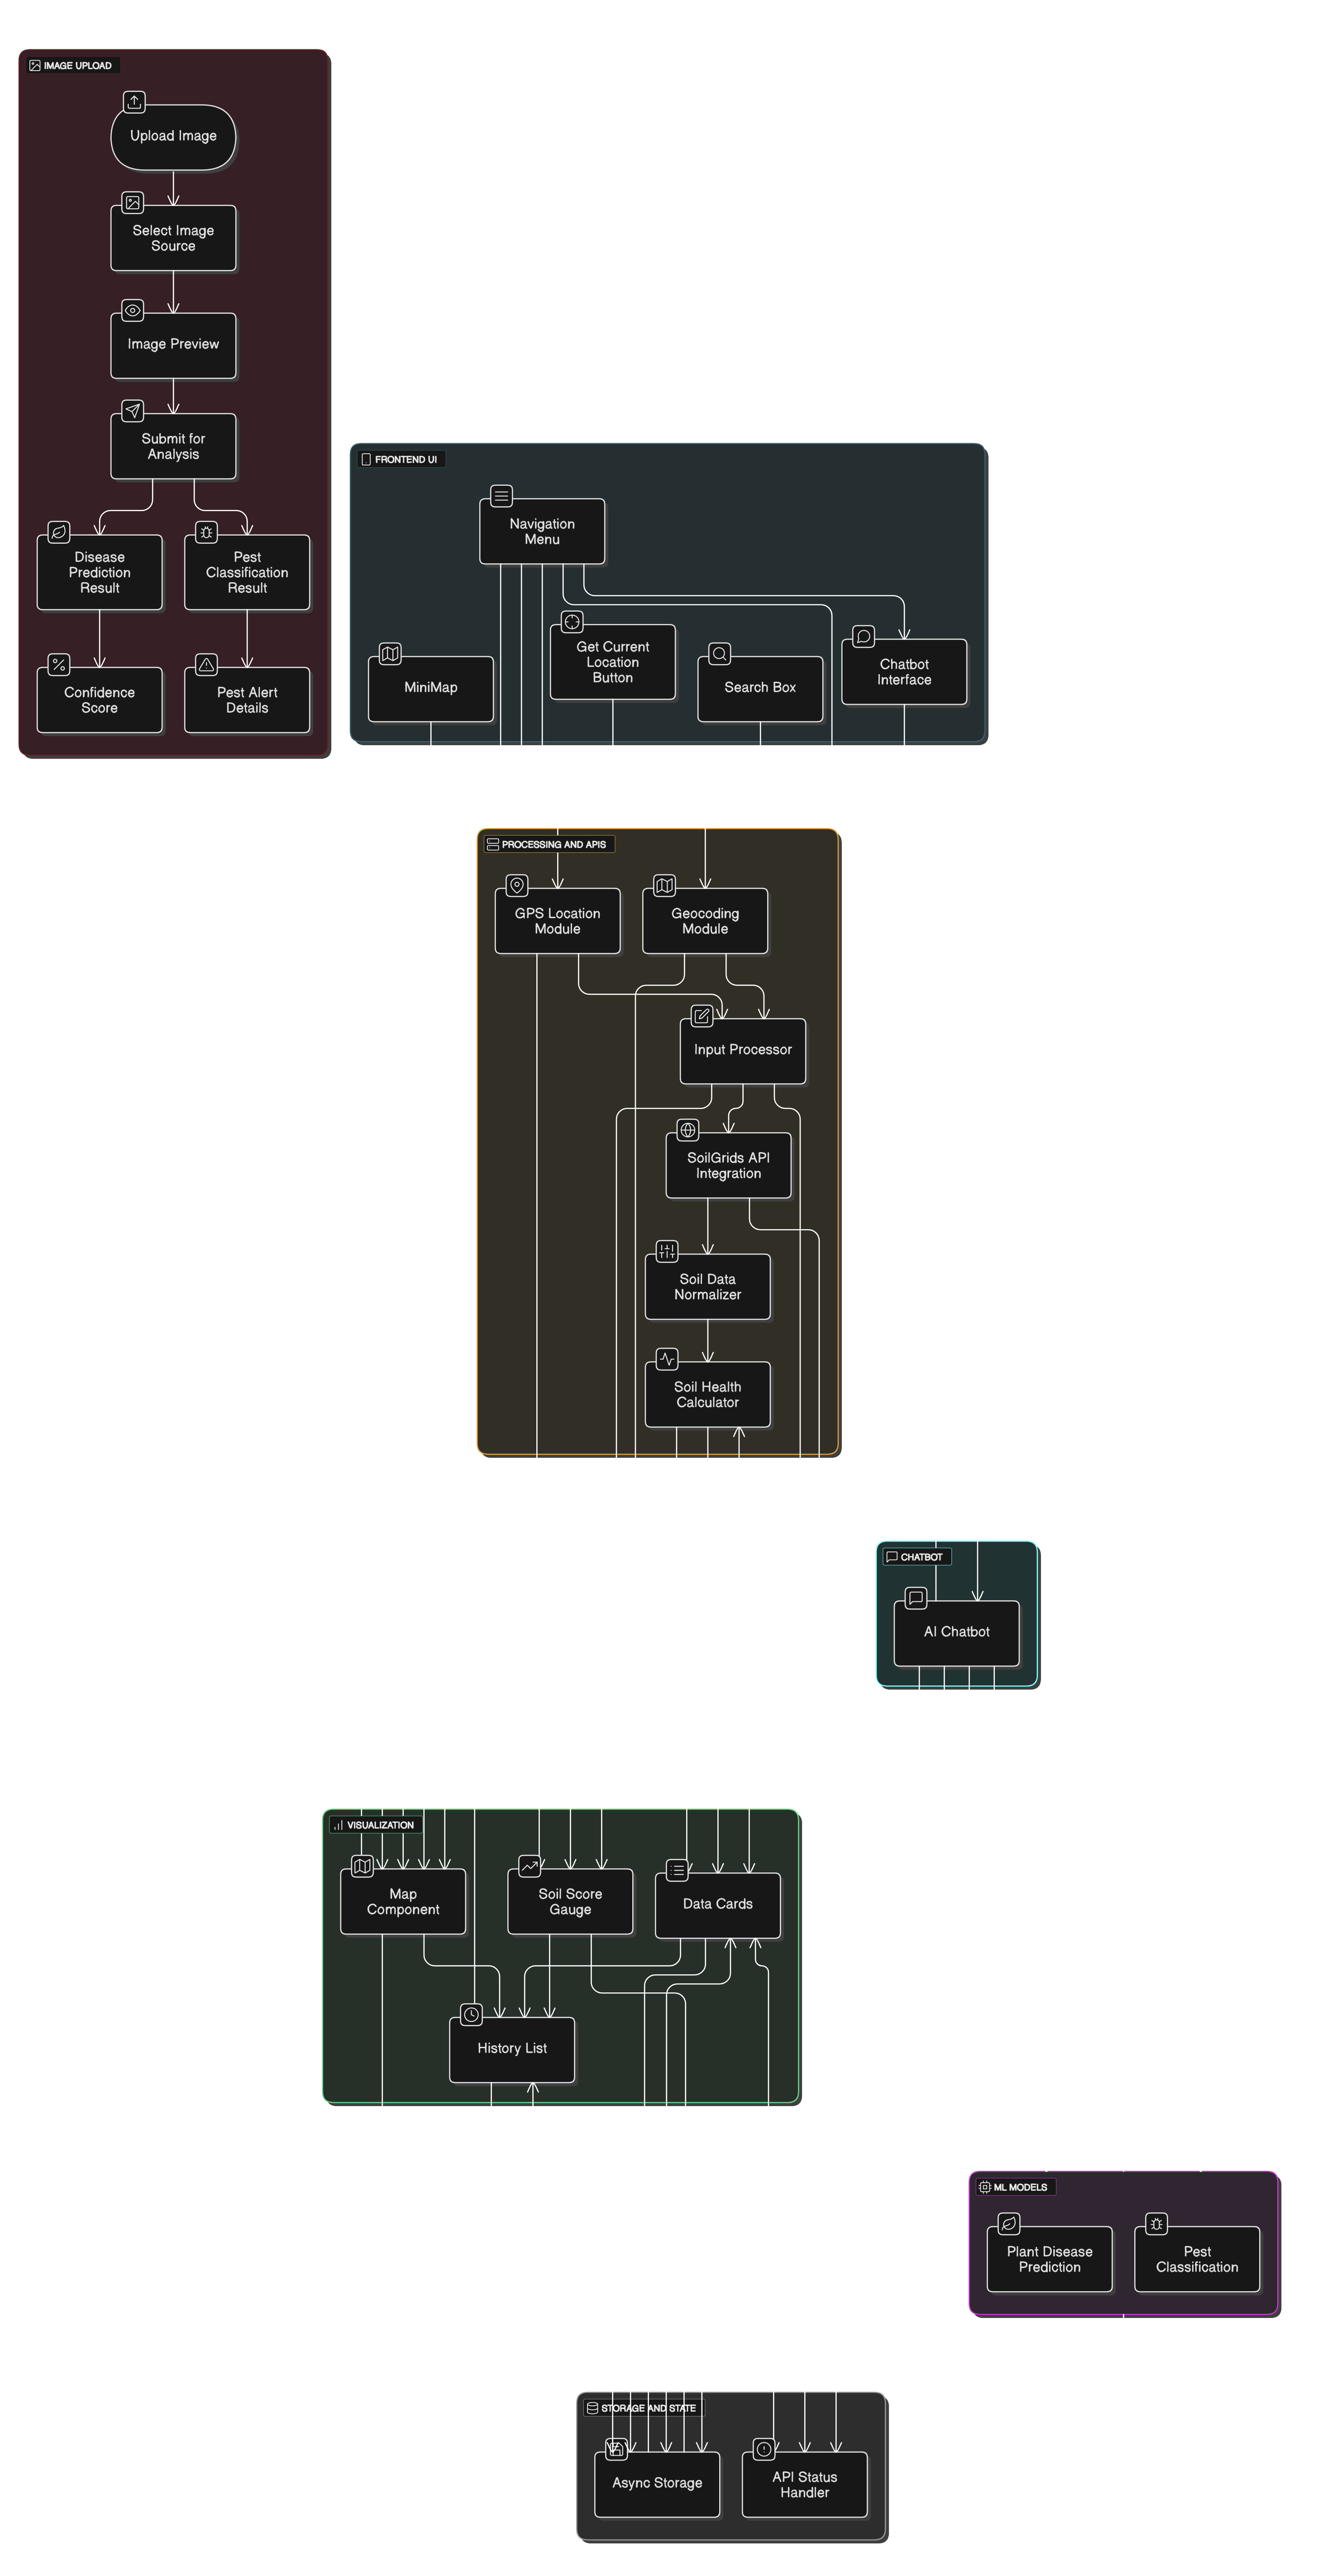 IMAGE UPLOAD
Upload Image
Select Image
Source
Image Preview
Submit for
Analysis
Disease
Prediction
Result
Pest
Classification
Result
Confidence
Score
Pest Alert
Details
FRONTEND UI
Navigation
Menu
MiniMap
Get Current
Location
Button
Search Box
Chatbot
Interface
PROCESSING AND APIS
GPS Location
Module
Geocoding
Module
Input Processor
SoilGrids API
Integration
Soil Data
Normalizer
Soil Health
Calculator
CHATBOT
AI Chatbot
VISUALIZATION
Map
Component
Soil Score
Gauge
Data Cards
History List
ML MODELS
Plant Disease
Prediction
Pest
Classification
STORAGE AND STATE
Async Storage
API Status
Handler